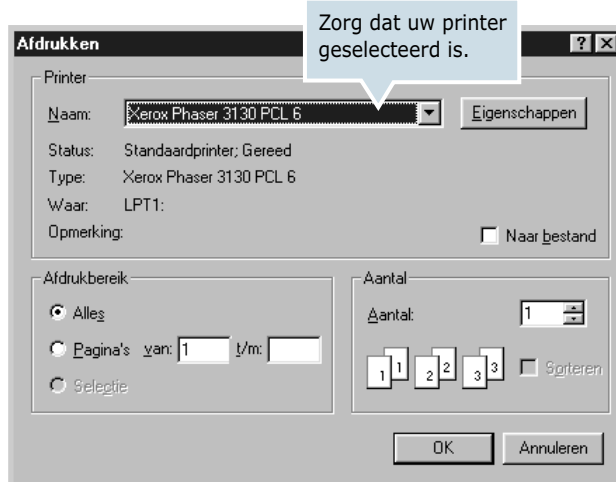 Zorg dat uw printer
geselecteerd is.
Afdrukken
Printer
Naam: Xerox Phaser 3130 PCL 6 Eigenschappen
Status: Standaardprinter; Gereed
Type: Xerox Phaser 3130 PCL 6
Waar: LPT1:
Opmerking: Naar bestand
Afdrukbereik
Alles
Pagina's van: 1 t/m:
Selectie
Aantal
Aantal: 1
1 1 2 2 3 3 Sorteren
OK Annuleren